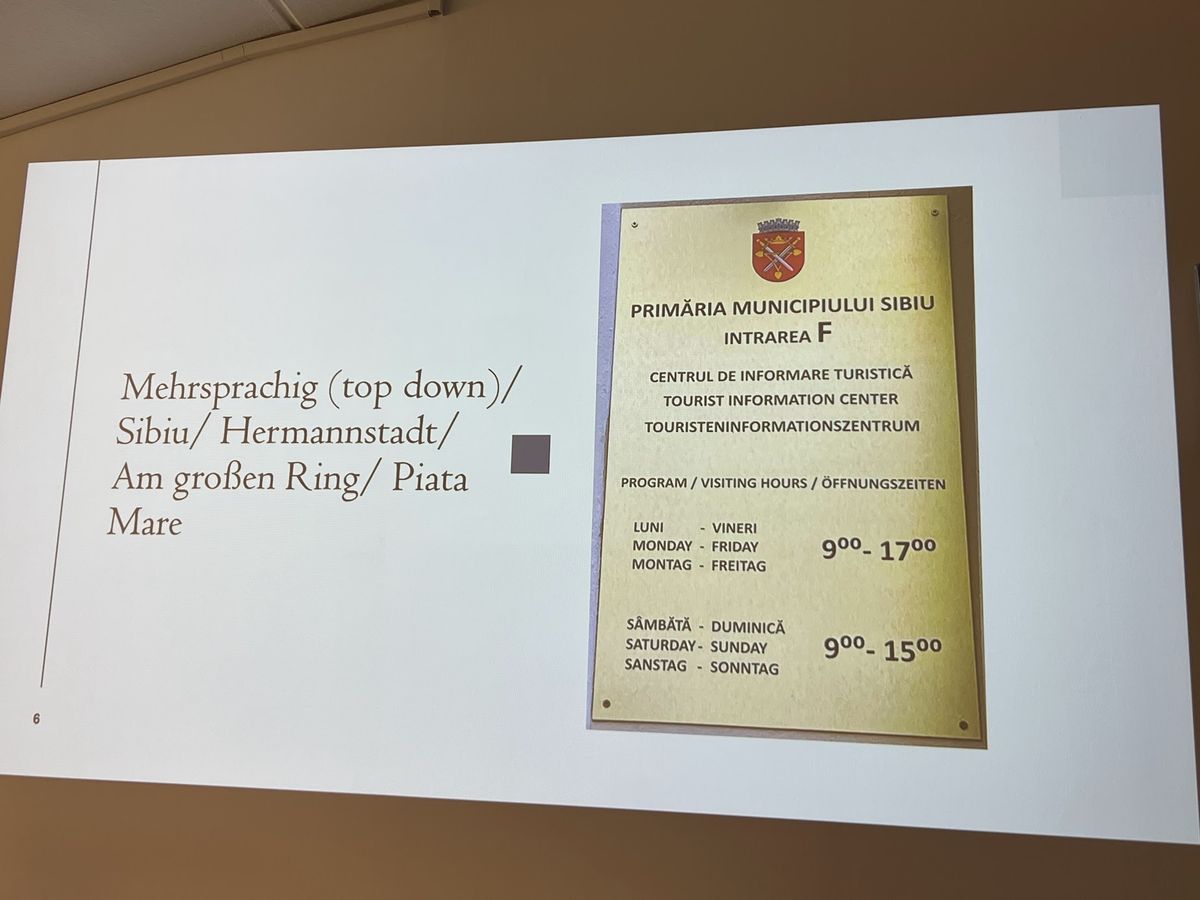 Mehrsprachig (top down)/
Sibiu/ Hermannstadt/
Am großen Ring/ Piata
Mare
6
PRIMĂRIA MUNICIPIULUI SIBIU
INTRAREA F
CENTRUL DE INFORMARE TURISTICĂ
TOURIST INFORMATION CENTER
TOURISTENINFORMATIONSZENTRUM
PROGRAM / VISITING HOURS / ÖFFNUNGSZEITEN
LUNI - VINERI
MONDAY - FRIDAY
MONTAG - FREITAG
9⁰⁰- 17⁰⁰
SÂMBĂTĂ - DUMINICĂ
SATURDAY- SUNDAY
SANSTAG - SONNTAG
9⁰⁰- 15⁰⁰